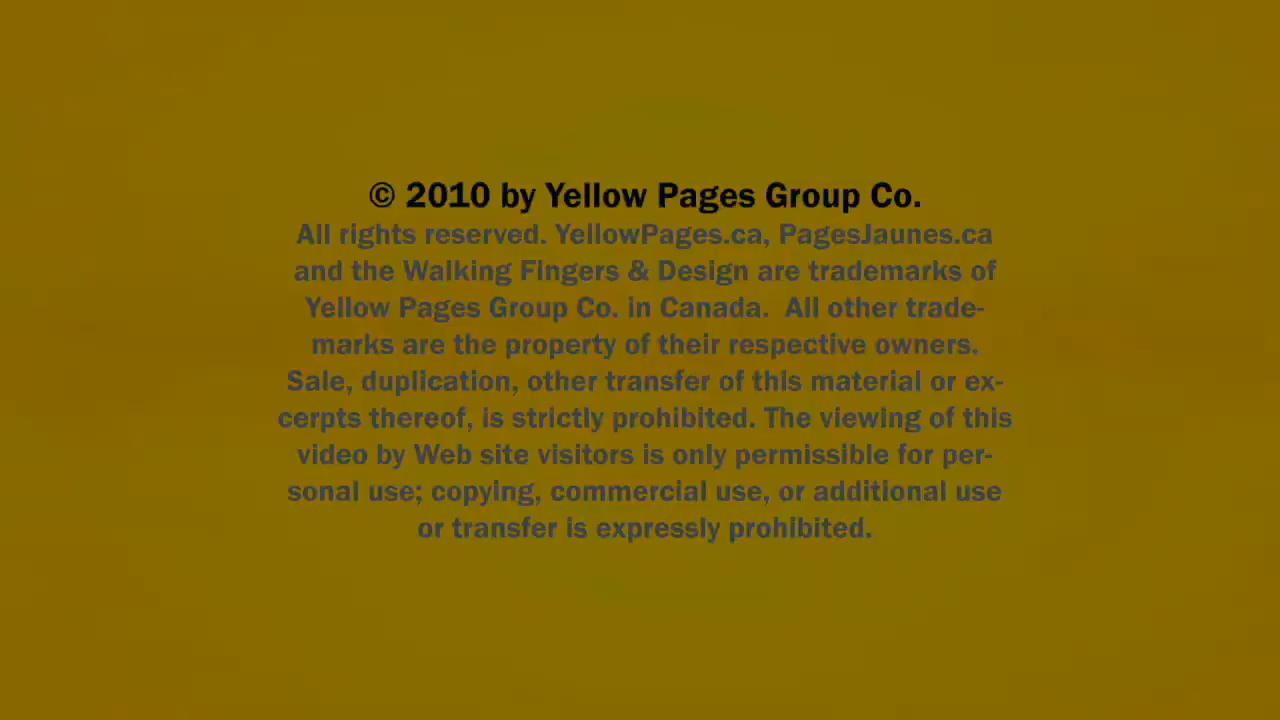 © 2010 by Yellow Pages Group Co.
All rights reserved. YellowPages.ca, PagesJaunes.ca
and the Walking Fingers & Design are trademarks of
Yellow Pages Group Co. in Canada.  All other trade-
marks are the property of their respective owners.
Sale, duplication, other transfer of this material or ex-
cerpts thereof, is strictly prohibited. The viewing of this
video by Web site visitors is only permissible for per-
sonal use; copying, commercial use, or additional use
or transfer is expressly prohibited.